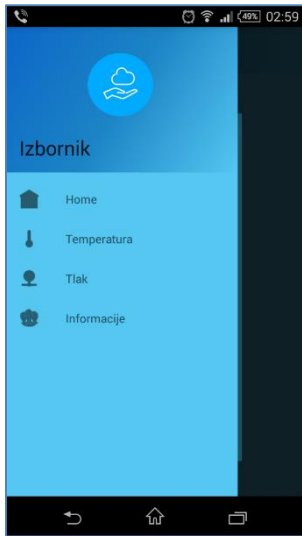 49% 02:59
Izbornik
Home
Temperatura
Tlak
Informacije